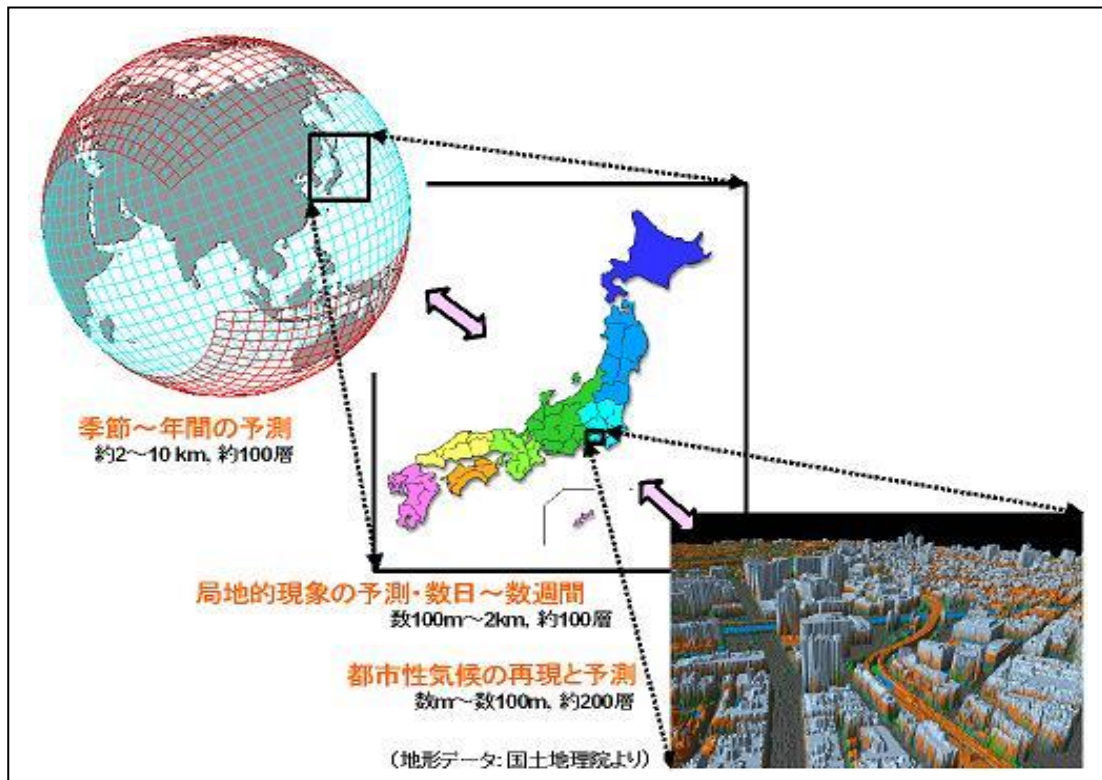 季節～年間の予測
約2～10 km, 約100層
局地的現象の予測・数日～数週間
数100m～2km, 約100層
都市性気候の再現と予測
数m～数100m, 約200層
（地形データ: 国土地理院より）